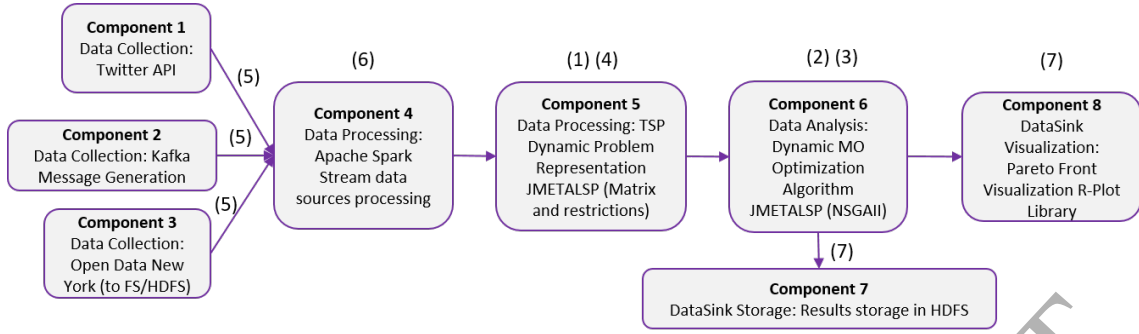 Component 1
Data Collection:
Twitter API
(5)
Component 2
Data Collection: Kafka
Message Generation
(5)
Component 3
Data Collection:
Open Data New
York (to FS/HDFS)
(5)
(6)
Component 4
Data Processing:
Apache Spark
Stream data
sources processing
(1) (4)
Component 5
Data Processing: TSP
Dynamic Problem
Representation
JMETALSP (Matrix
and restrictions)
(2) (3)
Component 6
Data Analysis:
Dynamic MO
Optimization
Algorithm
JMETALSP (NSGAII)
(7)
Component 8
DataSink
Visualization:
Pareto Front
Visualization R-Plot
Library
(7)
Component 7
DataSink Storage: Results storage in HDFS